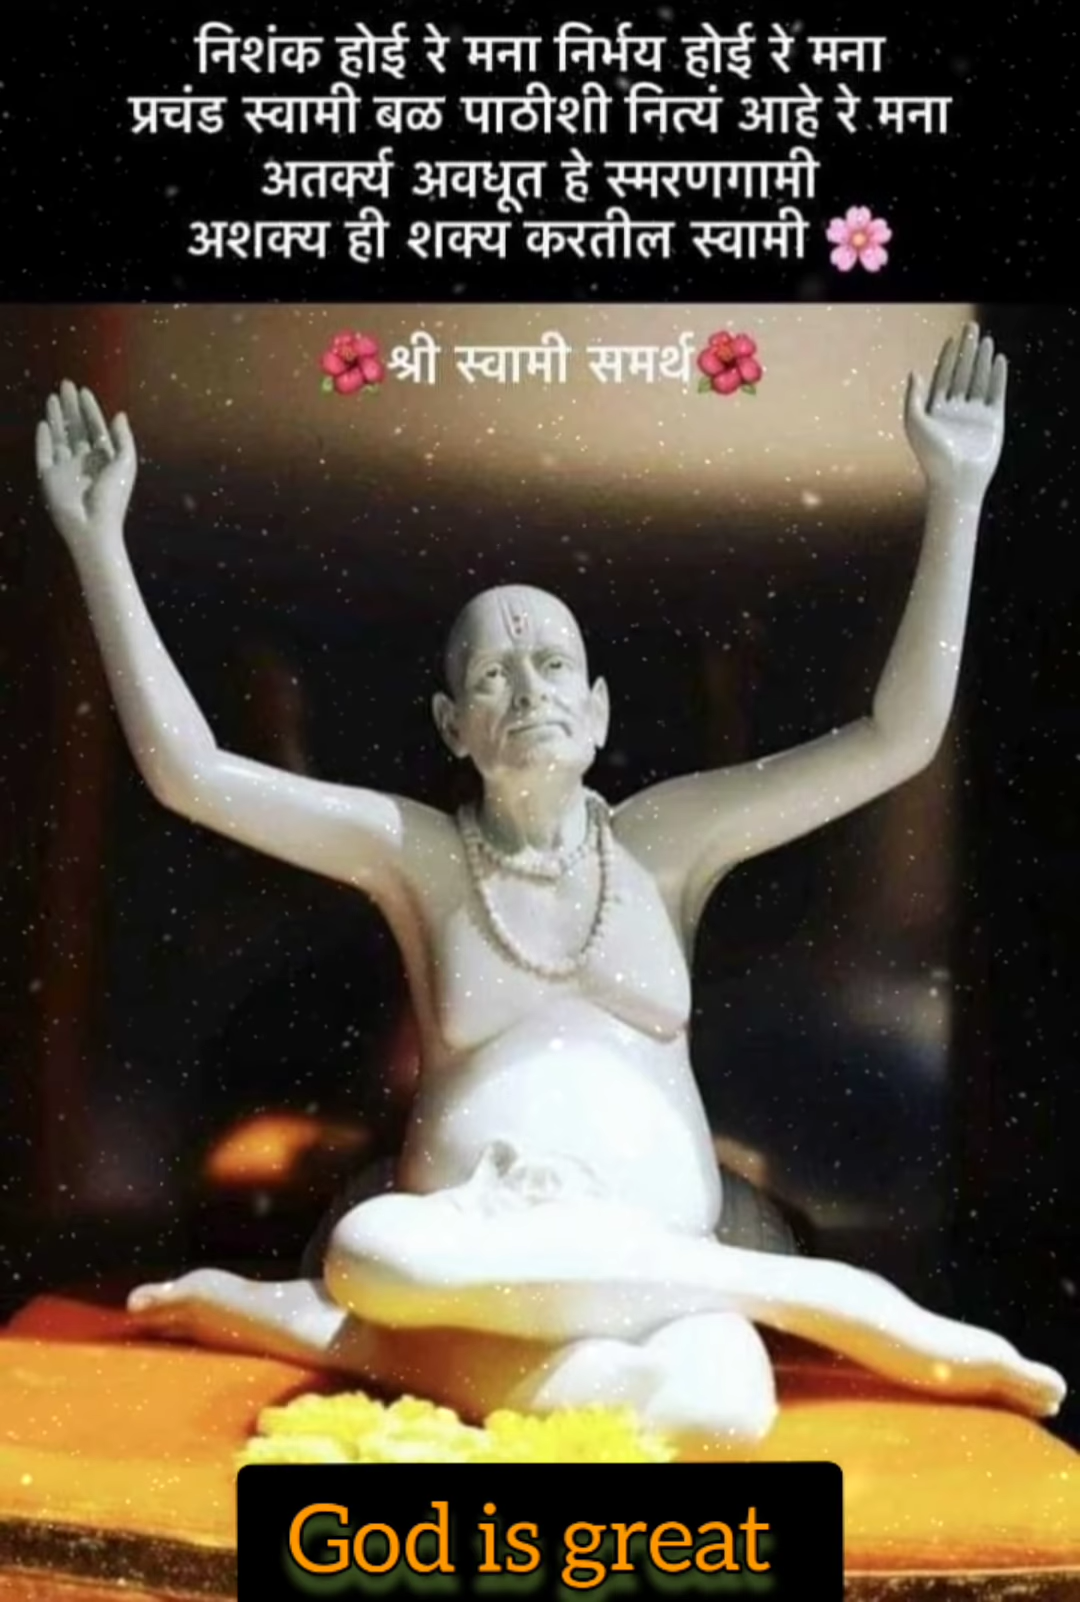 निशंक होई रे मना निर्भय होई रे मना
प्रचंड स्वामी बळ पाठीशी नित्यं आहे रे मना
अतर्क्य अवधूत हे स्मरणगामी
अशक्य ही शक्य करतील स्वामी 🌸
🌺श्री स्वामी समर्थ🌺
God is great